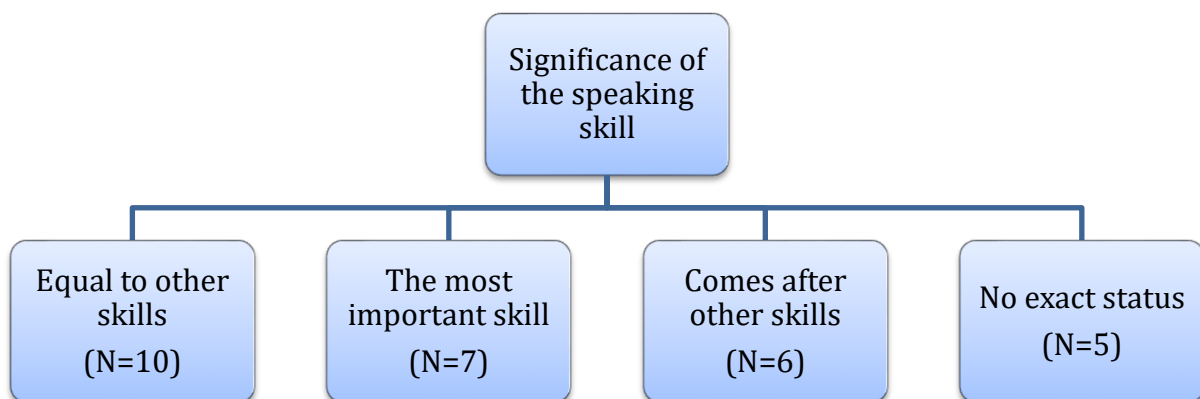 Significance of
the speaking
skill
Equal to other
skills
(N=10)
The most
important skill
(N=7)
Comes after
other skills
(N=6)
No exact status
(N=5)